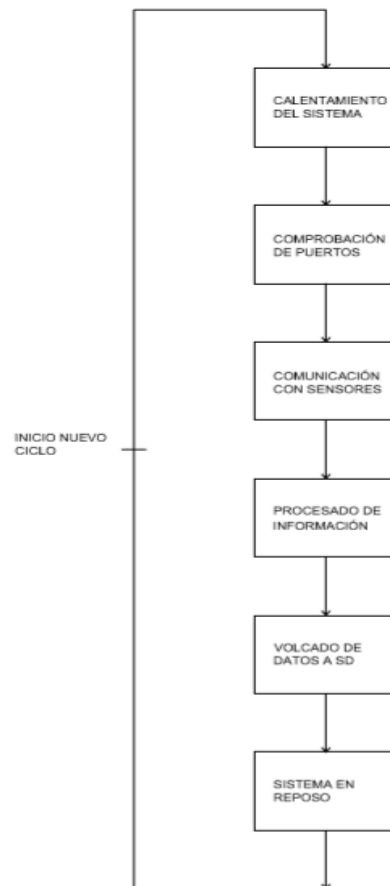 CALENTAMIENTO
DEL SISTEMA
COMPROBACIÓN
DE PUERTOS
COMUNICACIÓN
CON SENSORES
INICIO NUEVO
CICLO
PROCESADO DE
INFORMACIÓN
VOLCADO DE
DATOS A SD
SISTEMA EN
REPOSO